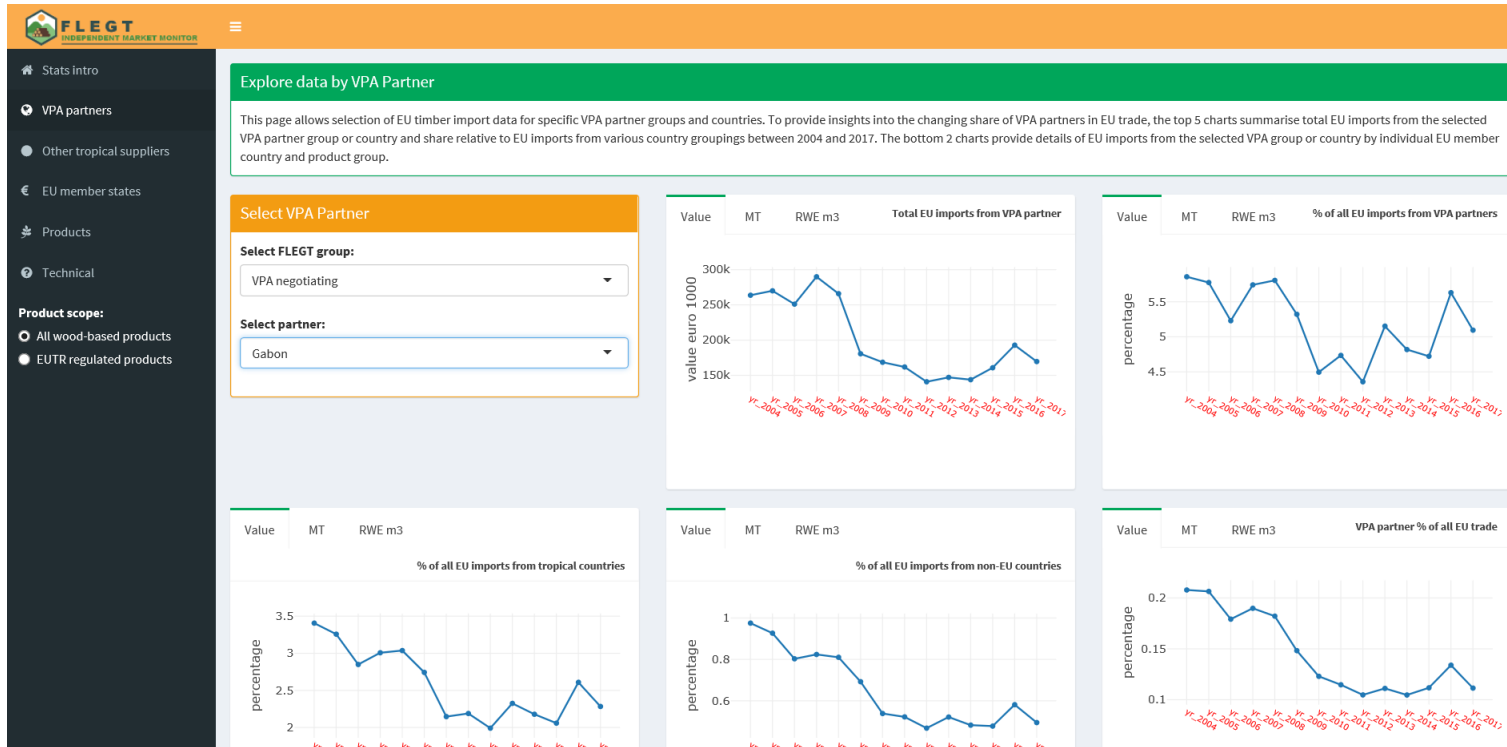 FLEGT
INDEPENDENT MARKET MONITOR
Stats intro
VPA partners
Other tropical suppliers
EU member states
Products
Technical
Product scope:
All wood-based products
EUTR regulated products
Explore data by VPA Partner
This page allows selection of EU timber import data for specific VPA partner groups and countries. To provide insights into the changing share of VPA partners in EU trade, the top 5 charts summarise total EU imports from the selected
VPA partner group or country and share relative to EU imports from various country groupings between 2004 and 2017. The bottom 2 charts provide details of EU imports from the selected VPA group or country by individual EU member
country and product group.
Select VPA Partner
Select FLEGT group:
VPA negotiating
Select partner:
Gabon
Value MT RWE m3 Total EU imports from VPA partner
300k
250k
200k
150k
value euro 1000
yr_2004 yr_2005 yr_2006 yr_2007 yr_2008 yr_2009 yr_2010 yr_2011 yr_2012 yr_2013 yr_2014 yr_2015 yr_2016 yr_2017
Value MT RWE m3 % of all EU imports from VPA partners
5.5
5
4.5
percentage
yr_2004 yr_2005 yr_2006 yr_2007 yr_2008 yr_2009 yr_2010 yr_2011 yr_2012 yr_2013 yr_2014 yr_2015 yr_2016 yr_2017
Value MT RWE m3
% of all EU imports from tropical countries
3.5
3
2.5
2
percentage
Value MT RWE m3
% of all EU imports from non-EU countries
1
0.8
0.6
percentage
Value MT RWE m3 VPA partner % of all EU trade
0.2
0.15
0.1
percentage
yr_2004 yr_2005 yr_2006 yr_2007 yr_2008 yr_2009 yr_2010 yr_2011 yr_2012 yr_2013 yr_2014 yr_2015 yr_2016 yr_2017